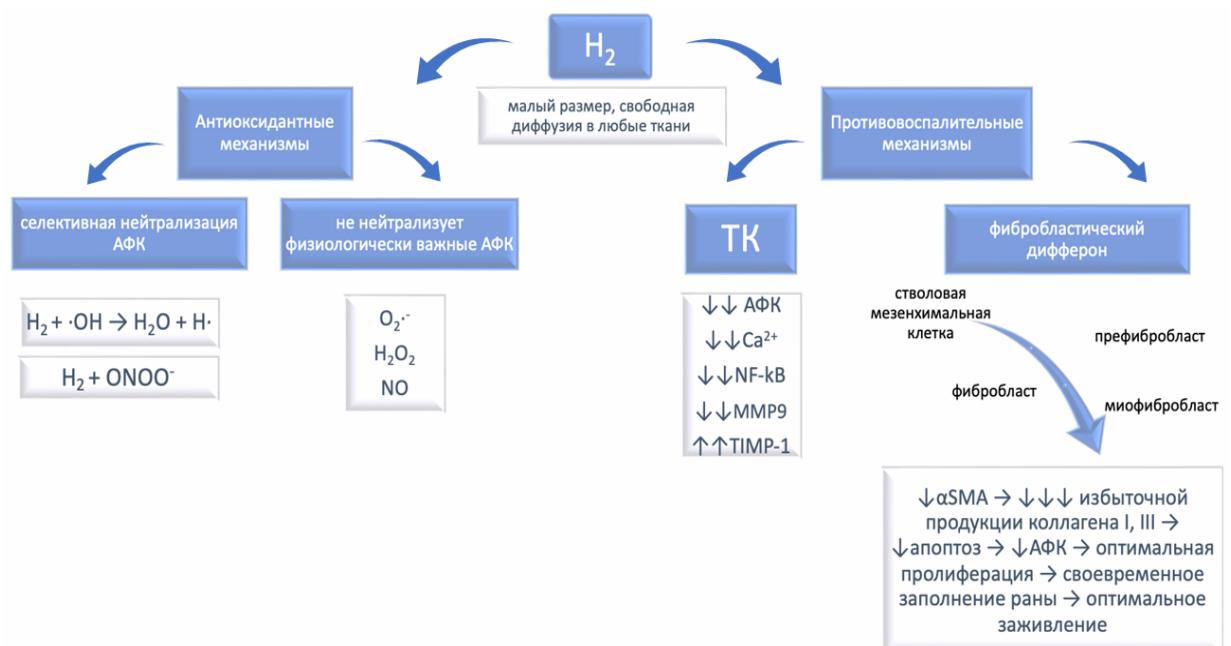 H₂
малый размер, свободная
диффузия в любые ткани
Антиоксидантные
механизмы
селективная нейтрализация
АФК
H₂ + ·OH → H₂O + H·
H₂ + ONOO⁻
не нейтрализует
физиологически важные АФК
O₂·⁻
H₂O₂
NO
Противовоспалительные
механизмы
ТК
↓↓ АФК
↓↓Ca²⁺
↓↓NF-kB
↓↓MMP9
↑↑TIMP-1
фибробластический
дифферон
стволовая
мезенхимальная
клетка
префибробласт
фибробласт
миофибробласт
↓αSMA → ↓↓↓ избыточной
продукции коллагена I, III →
↓апоптоз → ↓АФК → оптимальная
пролиферация → своевременное
заполнение раны → оптимальное
заживление